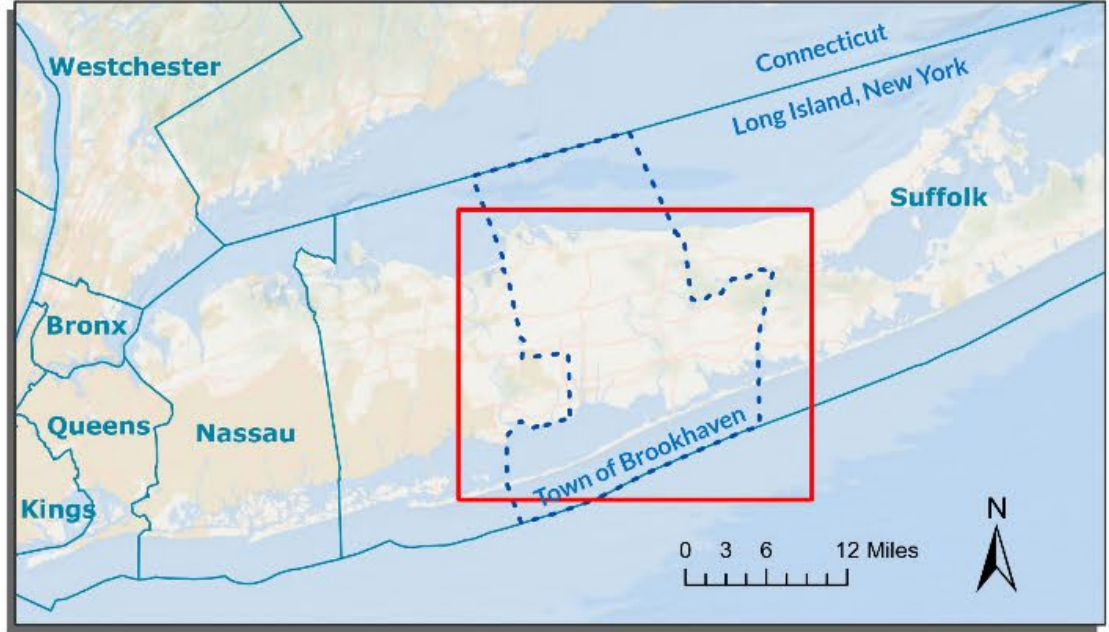 Connecticut
Westchester
Long Island, New York
Suffolk
Bronx
Queens
Nassau
Town of Brookhaven
Kings
N
0 3 6 12 Miles